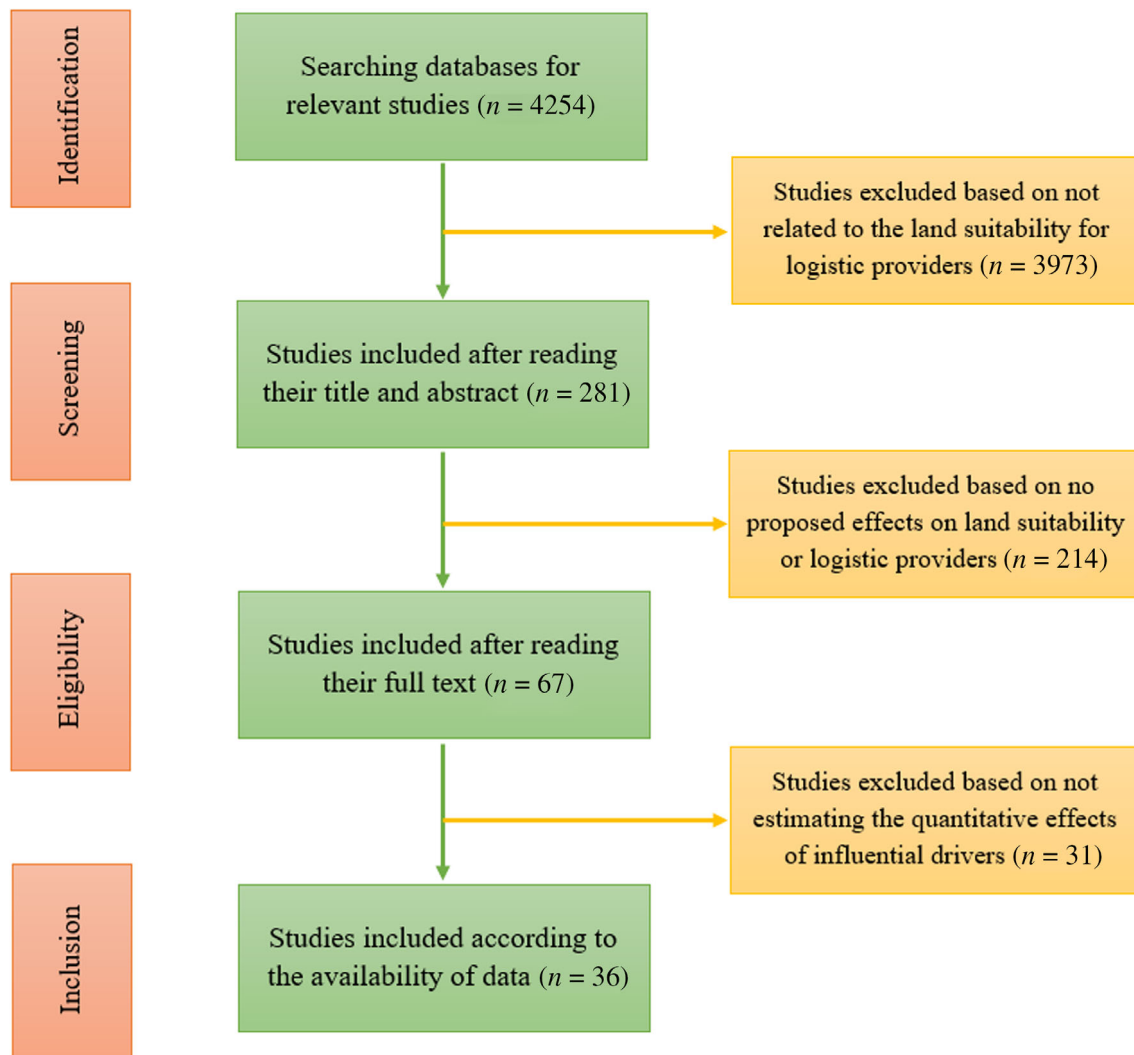 Identification
Searching databases for
relevant studies (n = 4254)
Studies excluded based on not
related to the land suitability for
logistic providers (n = 3973)
Screening
Studies included after reading
their title and abstract (n = 281)
Studies excluded based on no
proposed effects on land suitability
or logistic providers (n = 214)
Eligibility
Studies included after reading
their full text (n = 67)
Studies excluded based on not
estimating the quantitative effects
of influential drivers (n = 31)
Inclusion
Studies included according to
the availability of data (n = 36)